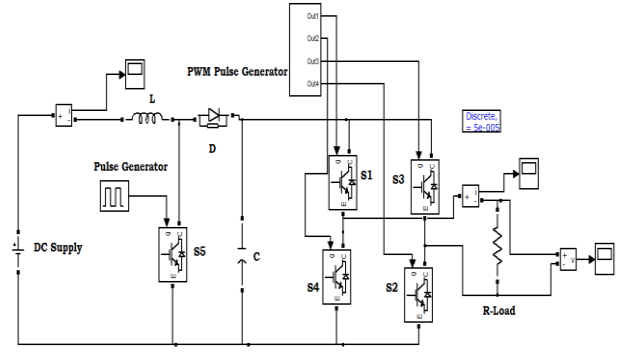 Out1
Out2
Out3
Out4
PWM Pulse Generator
L
D
Discrete,
= 5e-005
Pulse Generator
S1
S3
S5
DC Supply
C
S4
S2
R-Load
g
C
E
g
C
E
g
C
E
g
C
E
g
C
E
+
-
i
+
-
i
+
-
v